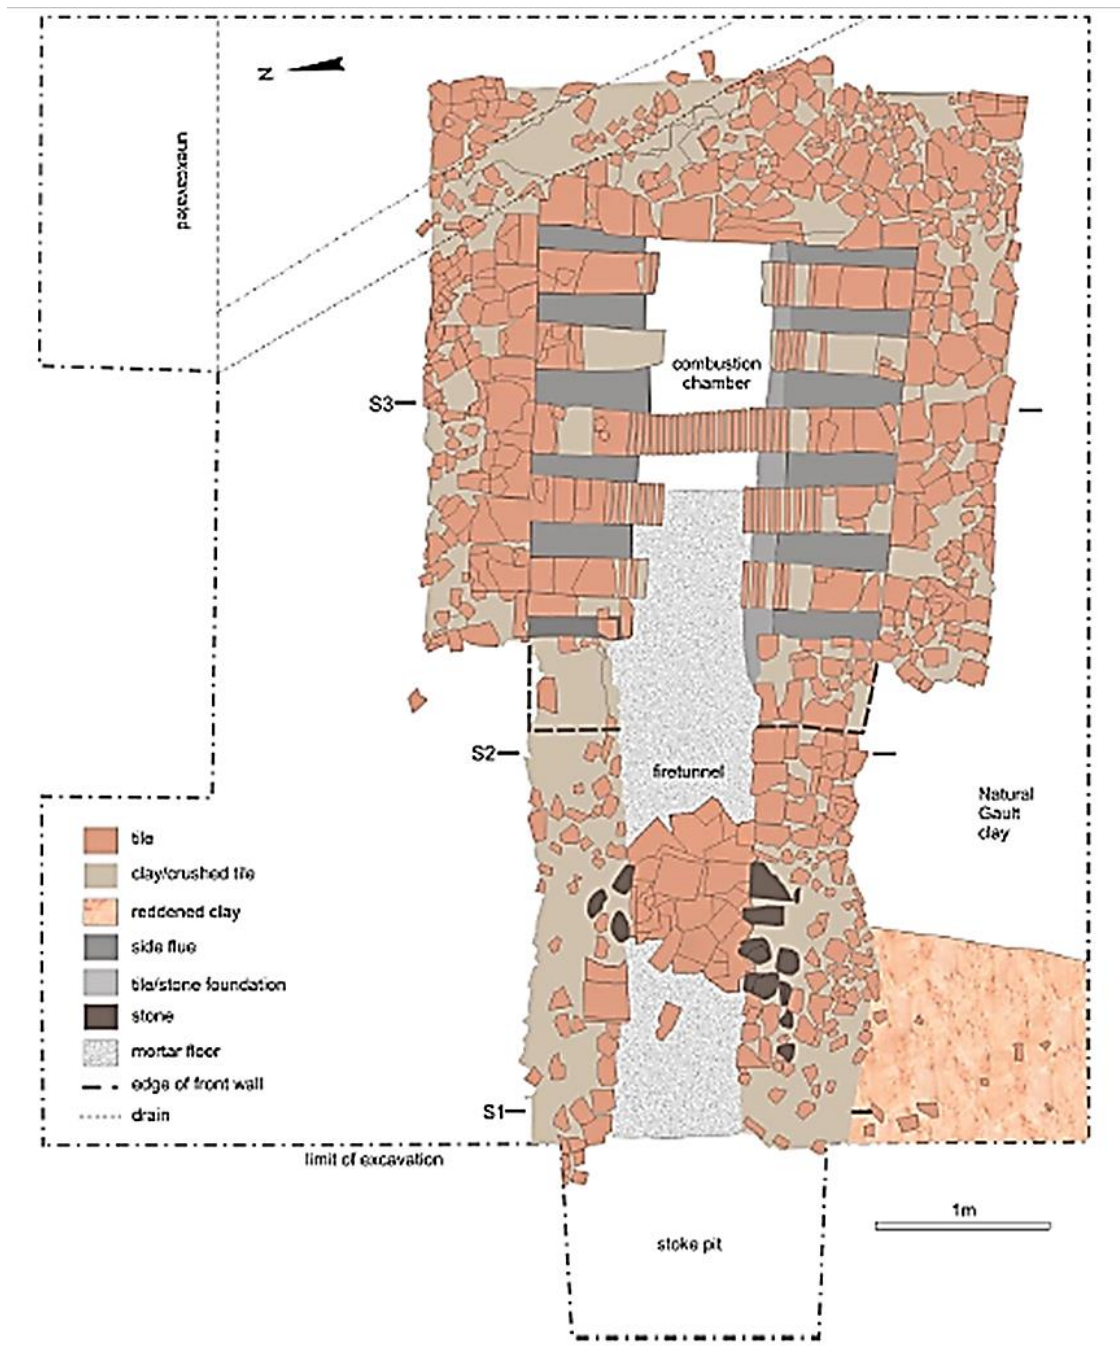 N
unexcavated
combustion
chamber
S3
S2
firetunnel
Natural
Gault
clay
tile
clay/crushed tile
reddened clay
side flue
tile/stone foundation
stone
mortar floor
edge of front wall
drain
S1
limit of excavation
1m
stoke pit